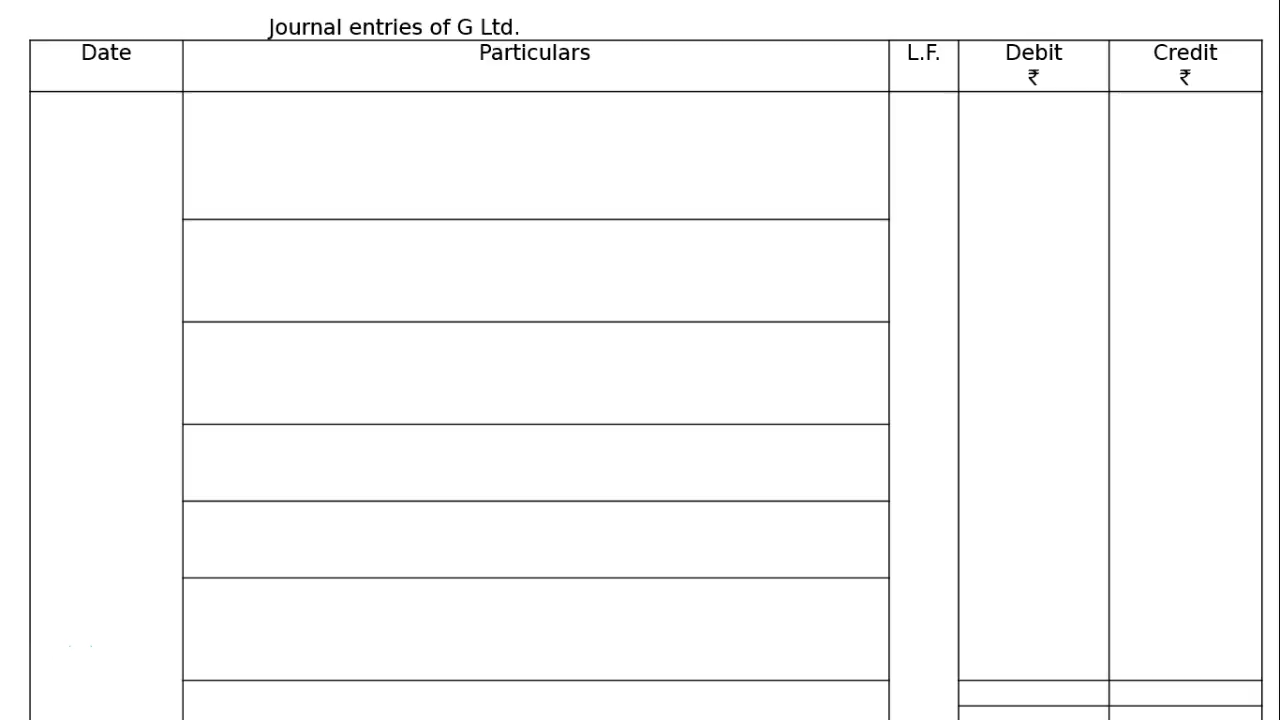 Journal entries of G Ltd.
Date Particulars L.F. Debit Credit
₹ ₹